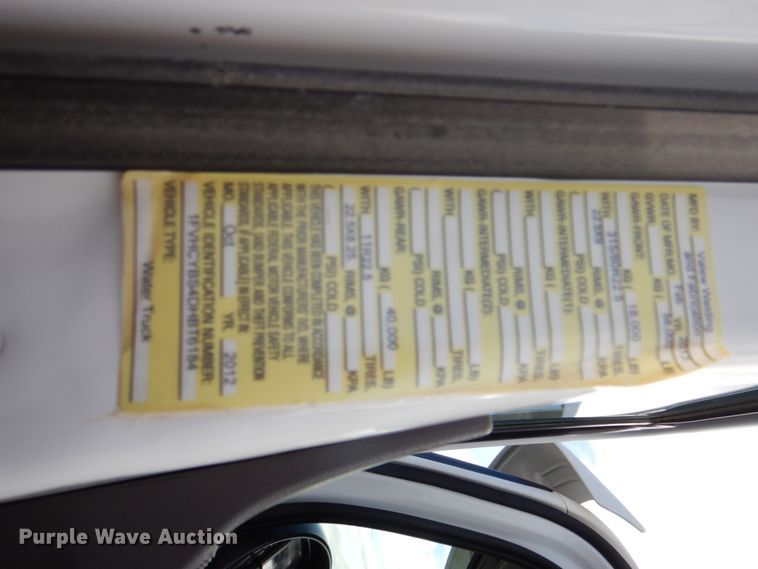 MFD BY: Valew Welding
and Fabrication
DATE OF MFR. MO. YR.
GVWR: KG ( LB)
GAWR-FRONT:
KG ( 16,000 LB)
WITH 315/80R22.5 TIRES,
22.5X9 RIMS, @ KPA
( PSI) COLD
GAWR-INTERMEDIATE(1)
KG ( LB)
WITH TIRES,
RIMS, @ KPA
( PSI) COLD
GAWR-INTERMEDIATE(2)
KG ( LB)
WITH TIRES,
RIMS, @ KPA
( PSI) COLD
GAWR-REAR:
KG ( 40,000 LB)
WITH 11R22.5 TIRES,
22.5X8.25 RIMS, @ KPA
( PSI) COLD
THIS VEHICLE HAS BEEN COMPLETED IN ACCORDANCE
WITH THE PRIOR MANUFACTURERS' IVD, WHERE
APPLICABLE. THIS VEHICLE CONFORMS TO ALL
APPLICABLE FEDERAL MOTOR VEHICLE SAFETY
STANDARDS, AND BUMPER AND THEFT PREVENTION
STANDARDS, IF APPLICABLE, IN EFFECT IN
MO. Oct YR. 2012
VEHICLE IDENTIFICATION NUMBER:
1FVHCYBS4DHBT6184
VEHICLE TYPE:
Water Truck
Purple Wave Auction